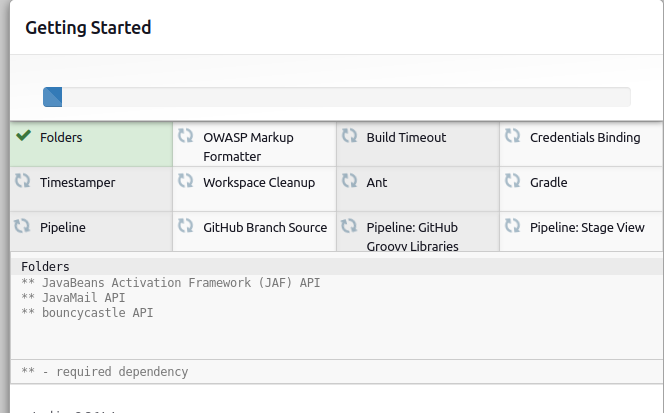 Getting Started
Folders
OWASP Markup
Formatter
Build Timeout
Credentials Binding
Timestamper
Workspace Cleanup
Ant
Gradle
Pipeline
GitHub Branch Source
Pipeline: GitHub
Groovy Libraries
Pipeline: Stage View
Folders
** JavaBeans Activation Framework (JAF) API
** JavaMail API
** bouncycastle API
** - required dependency